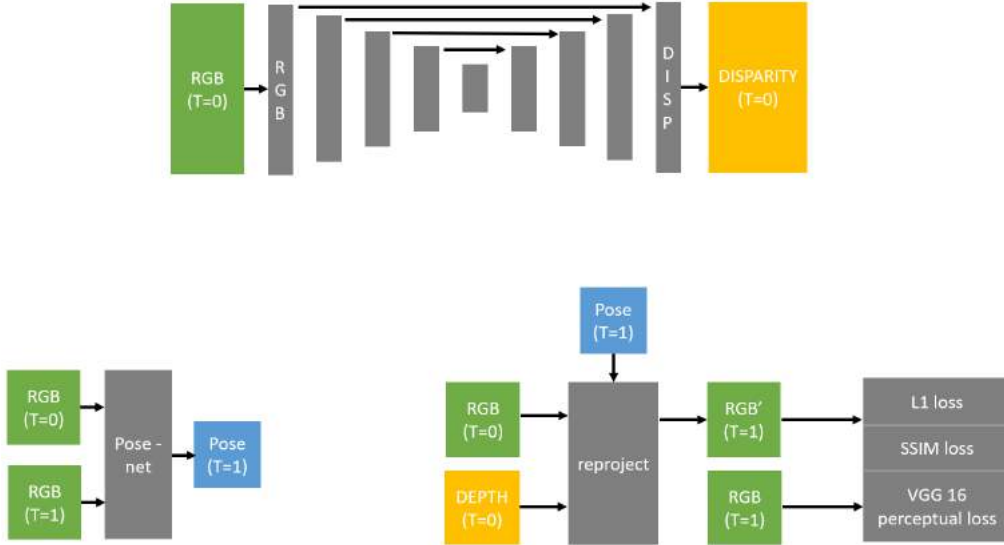 RGB
(T=0)
R
G
B
D
I
S
P
DISPARITY
(T=0)
RGB
(T=0)
RGB
(T=1)
Pose -
net
Pose
(T=1)
Pose
(T=1)
RGB
(T=0)
DEPTH
(T=0)
reproject
RGB’
(T=1)
RGB
(T=1)
L1 loss
SSIM loss
VGG 16
perceptual loss